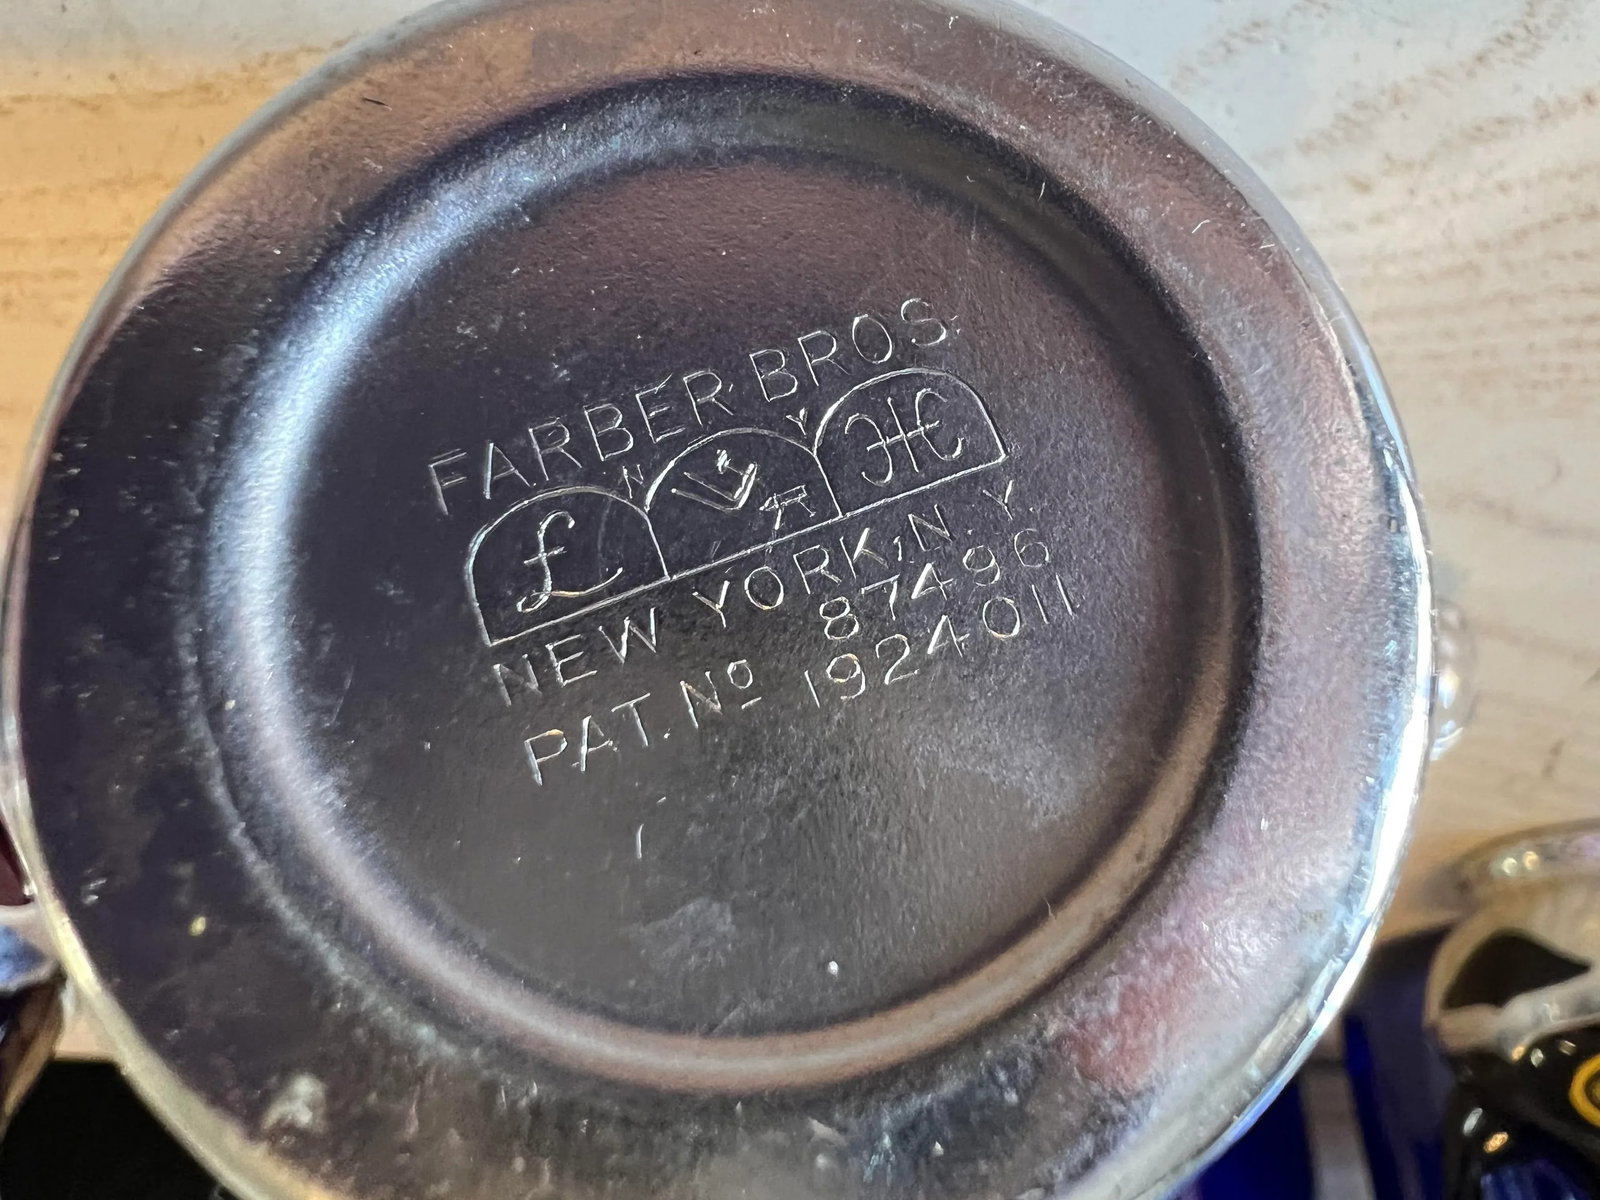 FARBER BROS.
N Y
NEW YORK, N. Y.
87496
PAT. Nº 1924011